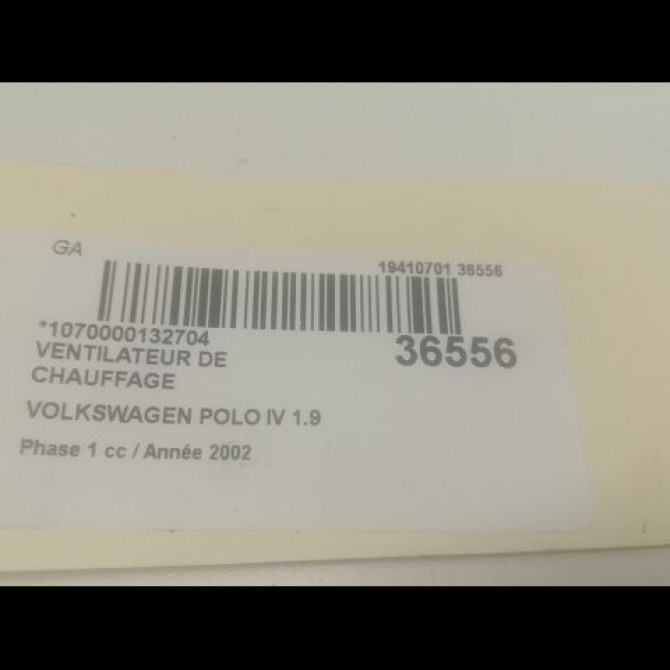 GA
19410701 36556
*1070000132704
36556
VENTILATEUR DE
CHAUFFAGE
VOLKSWAGEN POLO IV 1.9
Phase 1 cc / Année 2002